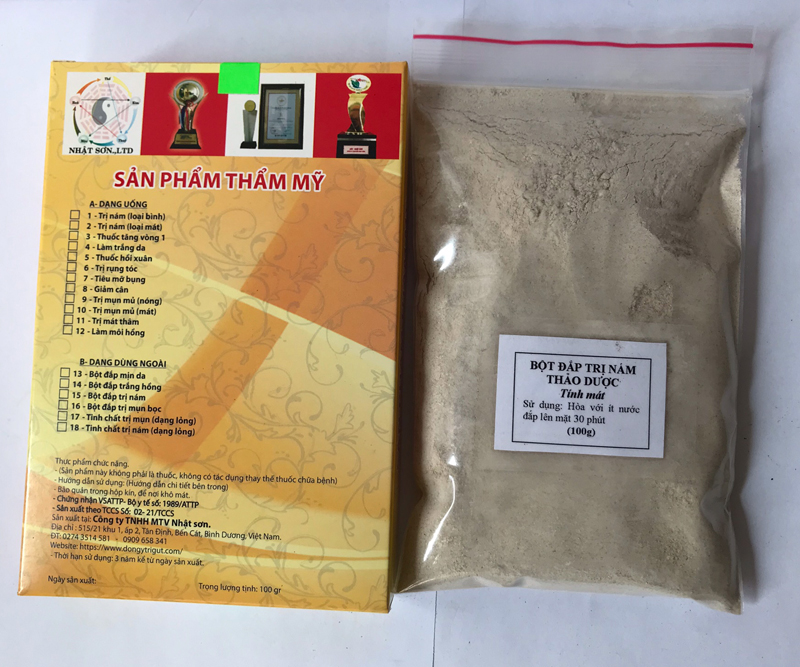 NHẬT SƠN.,LTD
SẢN PHẨM THẨM MỸ
A- DẠNG UỐNG
1 - Trị nám (loại bình)
2 - Trị nám (loại mát)
3 - Thuốc tăng vòng 1
4 - Làm trắng da
5 - Thuốc hồi xuân
6 - Trị rụng tóc
7 - Tiêu mỡ bụng
8 - Giảm cân
9 - Trị mụn mủ (nóng)
10 - Trị mụn mủ (mát)
11 - Trị mát thâm
12 - Làm môi hồng
B- DẠNG DÙNG NGOÀI
13 - Bột đắp mịn da
14 - Bột đắp trắng hồng
15 - Bột đắp trị nám
16 - Bột đắp trị mụn bọc
17 - Tinh chất trị mụn (dạng lỏng)
18 - Tinh chất trị nám (dạng lỏng)
Thực phẩm chức năng.
- (Sản phẩm này không phải là thuốc, không có tác dụng thay thế thuốc chữa bệnh)
- Hướng dẫn sử dụng: (Hướng dẫn chi tiết bên trong)
- Bảo quản trong hộp kín, để nơi khô mát.
- Chứng nhận VSATTP- Bộ y tế số: 1989/ATTP
- Sản xuất theo TCCS Số: 02- 21/TCCS
Sản xuất tại: Công ty TNHH MTV Nhật sơn.
Địa chỉ : 515/21 khu 1, ấp 2, Tân Định, Bến Cát, Bình Dương, Việt Nam.
ĐT: 0274 3514 581 - 0909 658 341
Website: https://www.dongytrigut.com/
- Thời hạn sử dụng: 3 năm kể từ ngày sản xuất.
Ngày sản xuất:
Trọng lượng tịnh: 100 gr
BỘT ĐẮP TRỊ NÁM
THẢO DƯỢC
Tính mát
Sử dụng: Hòa với ít nước
đắp lên mặt 30 phút
(100g)